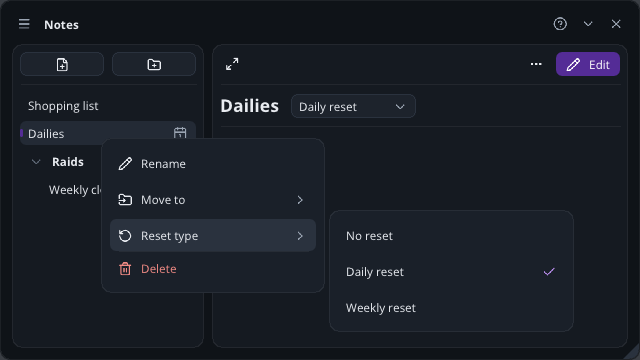 Notes
Edit
Shopping list
Dailies
Raids
Weekly
Dailies
Daily reset
Rename
Move to
Reset type
Delete
No reset
Daily reset
Weekly reset